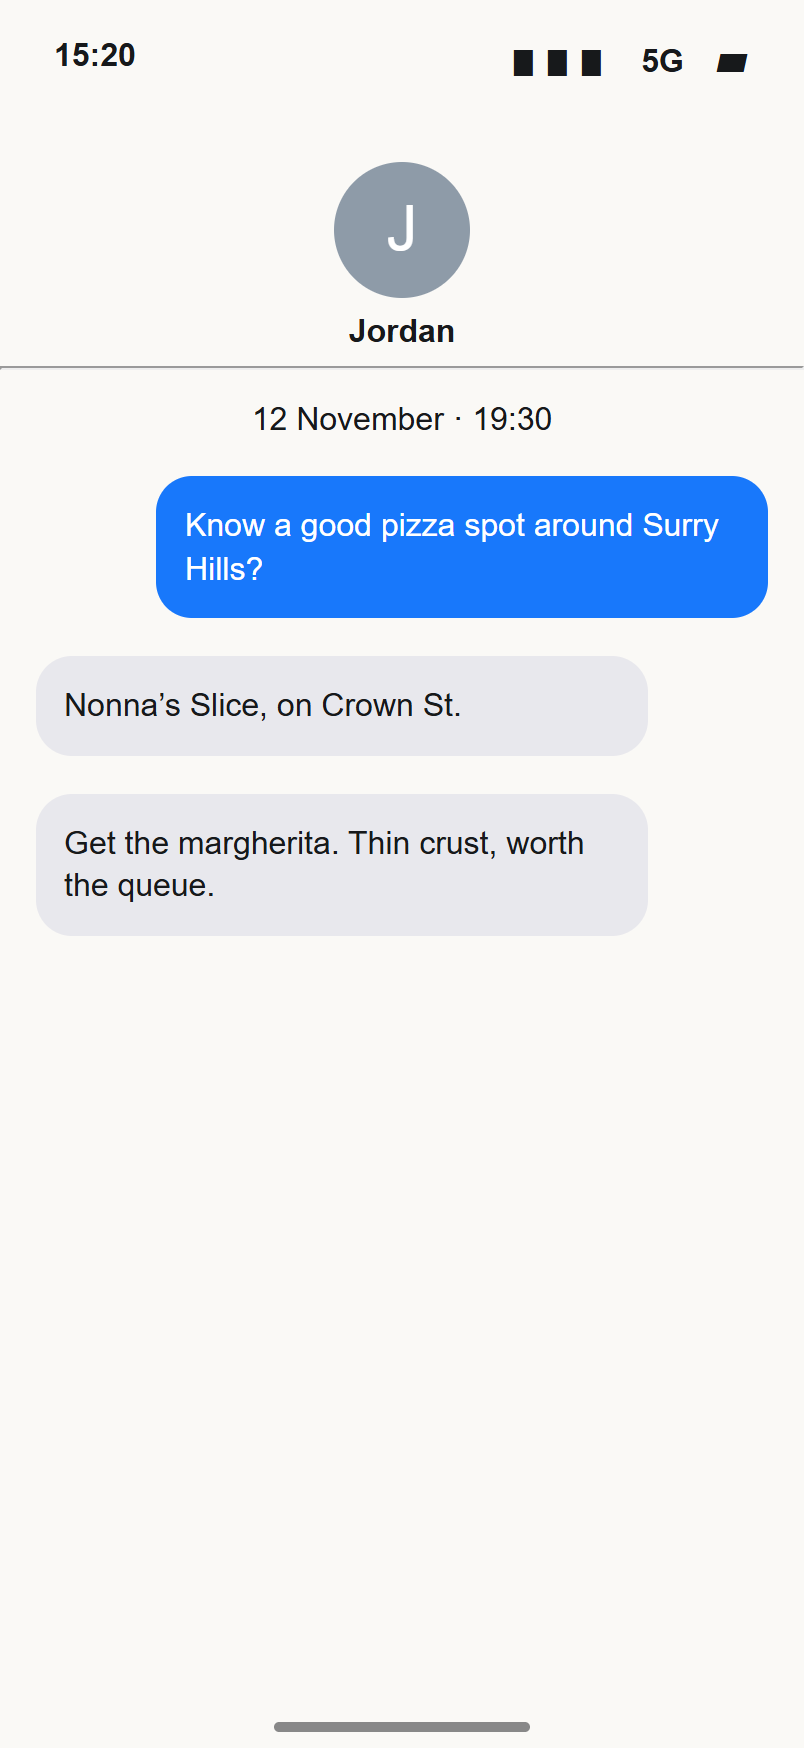 15:20
5G
J
Jordan
12 November · 19:30
Know a good pizza spot around Surry
Hills?
Nonna’s Slice, on Crown St.
Get the margherita. Thin crust, worth
the queue.